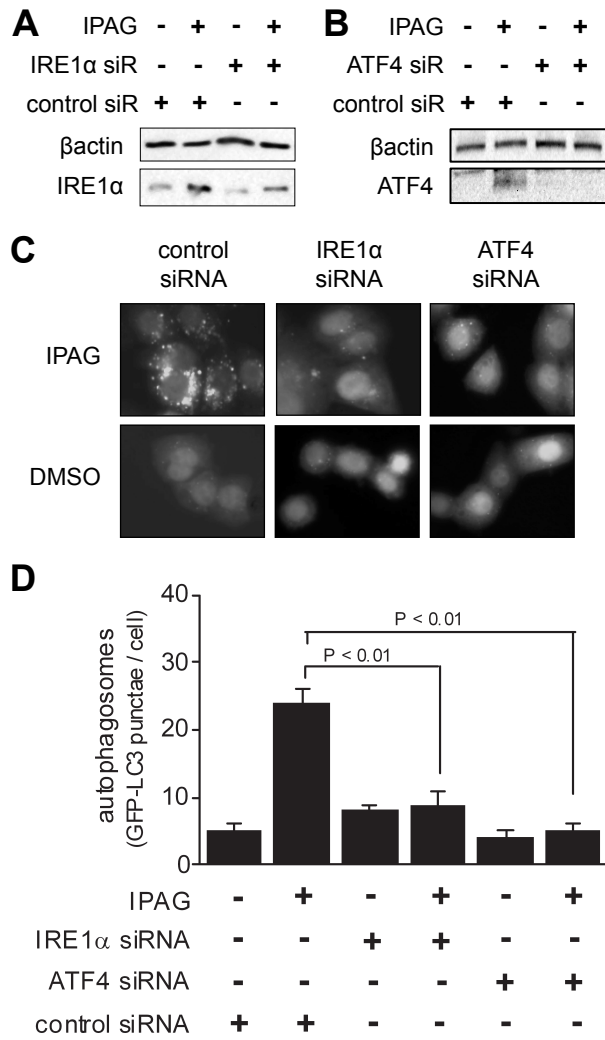 A IPAG - + - +
IRE1α siR - - + +
control siR + + - -
βactin
IRE1α
B IPAG - + - +
ATF4 siR - - + +
control siR + + - -
βactin
ATF4
C
control siRNA
IRE1α siRNA
ATF4 siRNA
IPAG
DMSO
D
autophagosomes
(GFP-LC3 punctae / cell)
40
30
20
10
0
P < 0.01
P < 0.01
IPAG - + - + - +
IRE1α siRNA - - + + - -
ATF4 siRNA - - - - + +
control siRNA + + - - - -